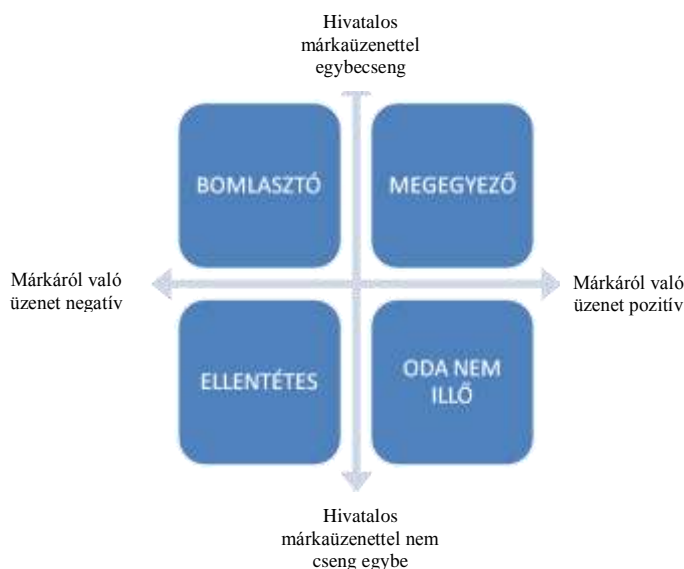 Hivatalos
márkaüzenettel
egybecseng
BOMLASZTÓ
MEGEGYEZŐ
Márkáról való
üzenet negatív
Márkáról való
üzenet pozitív
ELLENTÉTES
ODA NEM
ILLŐ
Hivatalos
márkaüzenettel nem
cseng egybe